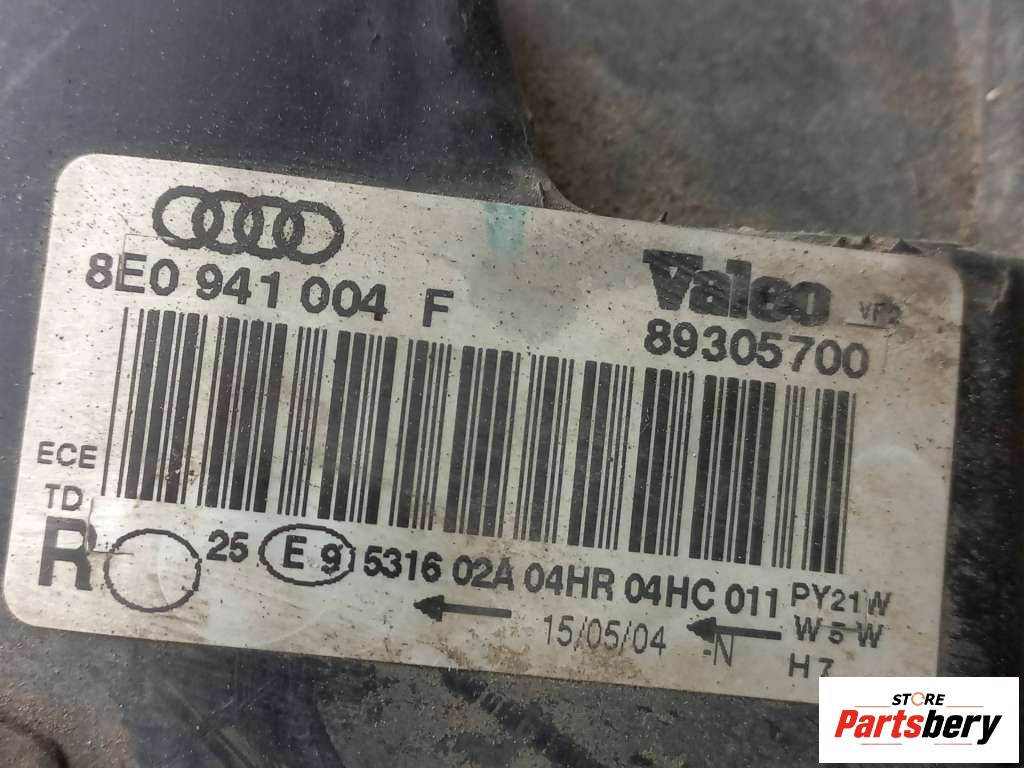 8E0 941 004 F
Valeo
89305700
ECE
TD
R
25 E 9 5316 02A 04HR 04HC 011
PY21W
W5W
H7
15/05/04 -N
STORE
Partsbery